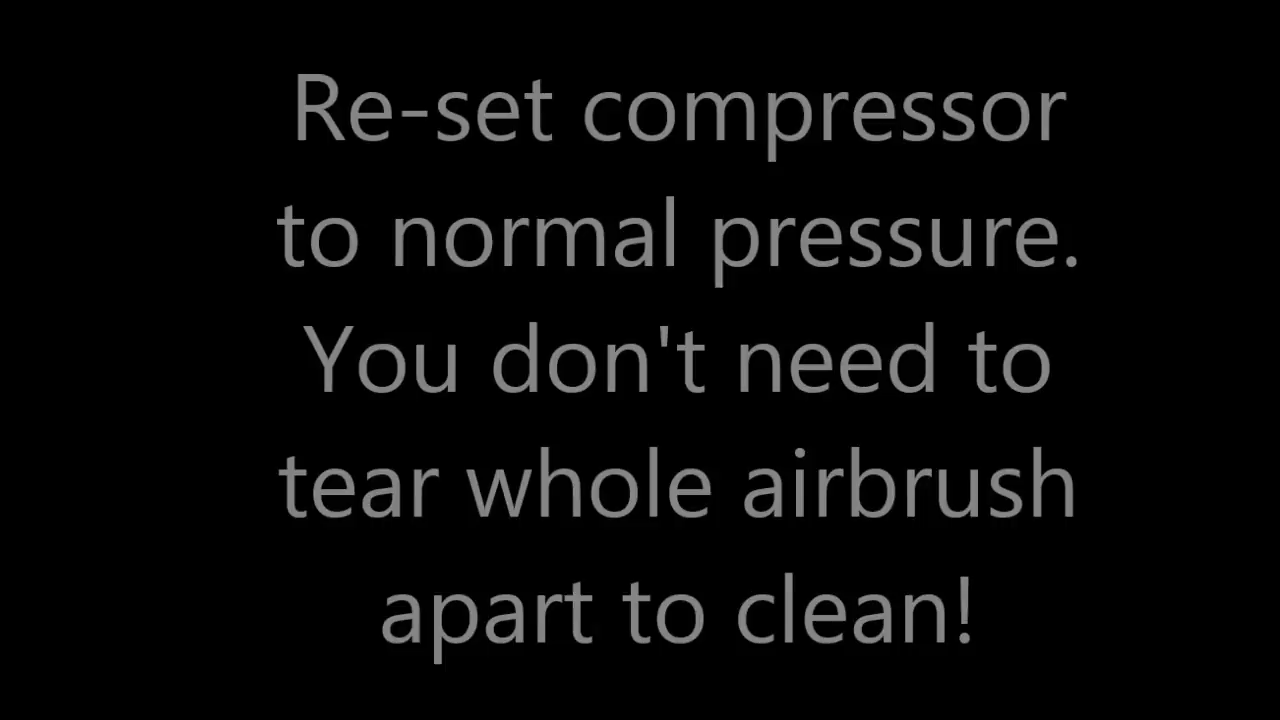 Re-set compressor
to normal pressure.
You don't need to
tear whole airbrush
apart to clean!